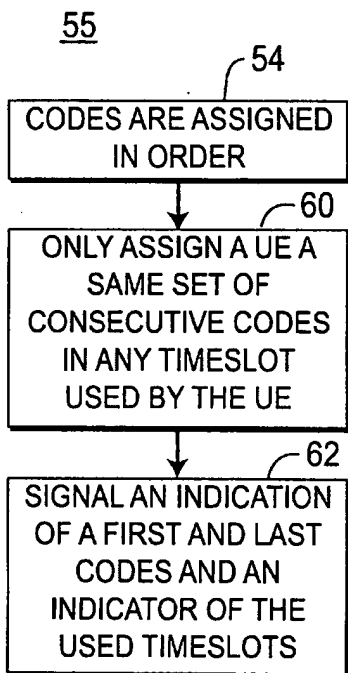 55
54
CODES ARE ASSIGNED
IN ORDER
60
ONLY ASSIGN A UE A
SAME SET OF
CONSECUTIVE CODES
IN ANY TIMESLOT
USED BY THE UE
62
SIGNAL AN INDICATION
OF A FIRST AND LAST
CODES AND AN
INDICATOR OF THE
USED TIMESLOTS